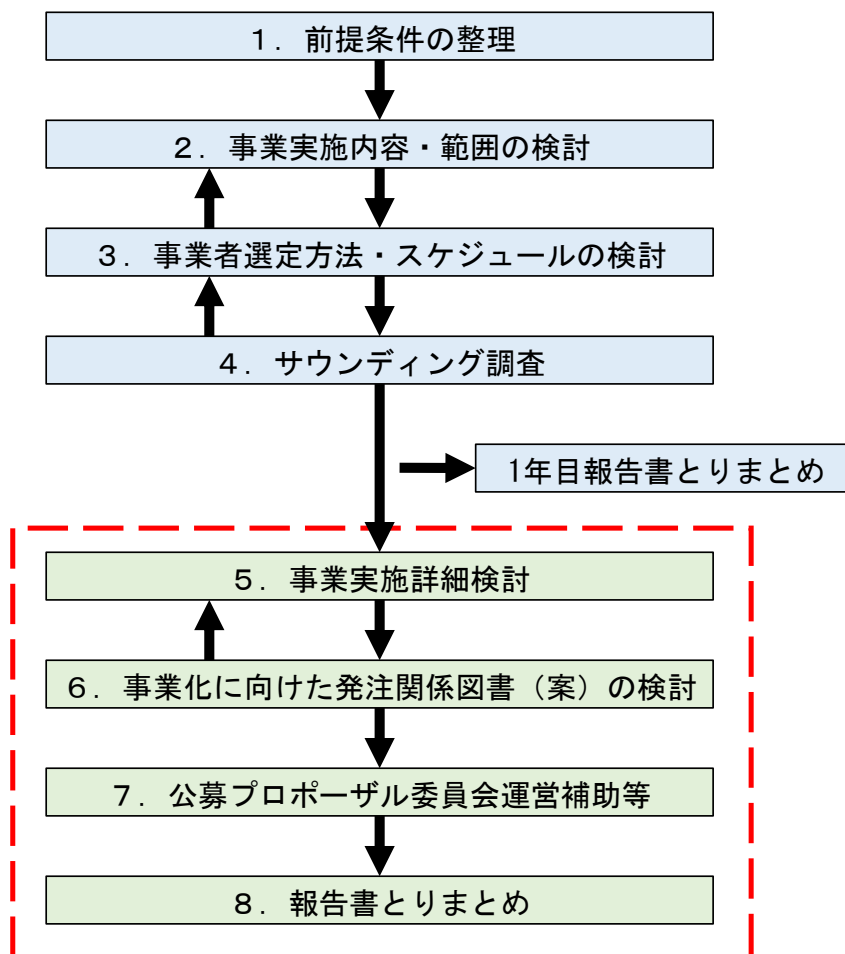 １．前提条件の整理
２．事業実施内容・範囲の検討
３．事業者選定方法・スケジュールの検討
４．サウンディング調査
1年目報告書とりまとめ
５．事業実施詳細検討
６．事業化に向けた発注関係図書（案）の検討
７．公募プロポーザル委員会運営補助等
８．報告書とりまとめ